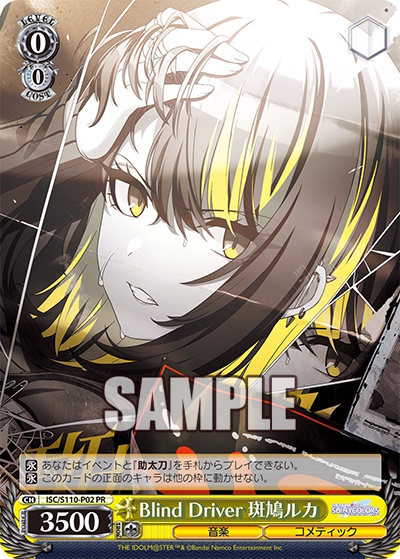 LEVEL
0
0
COST
SAMPLE
永 あなたはイベントと『助太刀』を手札からプレイできない。
永 このカードの正面のキャラは他の枠に動かせない。
CH ISC/S110-P02 PR
Blind Driver 斑鳩ルカ
SHINYCOLORS
3500
音楽
コメティック
THE IDOLM@STER™& ©Bandai Namco Entertainment Inc.